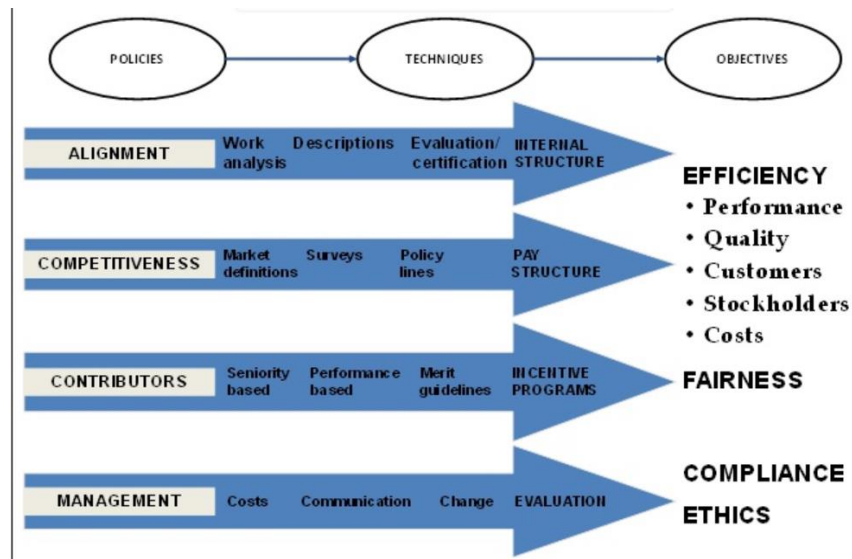 POLICIES
TECHNIQUES
OBJECTIVES
ALIGNMENT
Work
analysis
Descriptions
Evaluation/
certification
INTERNAL
STRUCTURE
COMPETITIVENESS
Market
definitions
Surveys
Policy
lines
PAY
STRUCTURE
CONTRIBUTORS
Seniority
based
Performance
based
Merit
guidelines
INCENTIVE
PROGRAMS
MANAGEMENT
Costs
Communication
Change
EVALUATION
EFFICIENCY
• Performance
• Quality
• Customers
• Stockholders
• Costs
FAIRNESS
COMPLIANCE
ETHICS